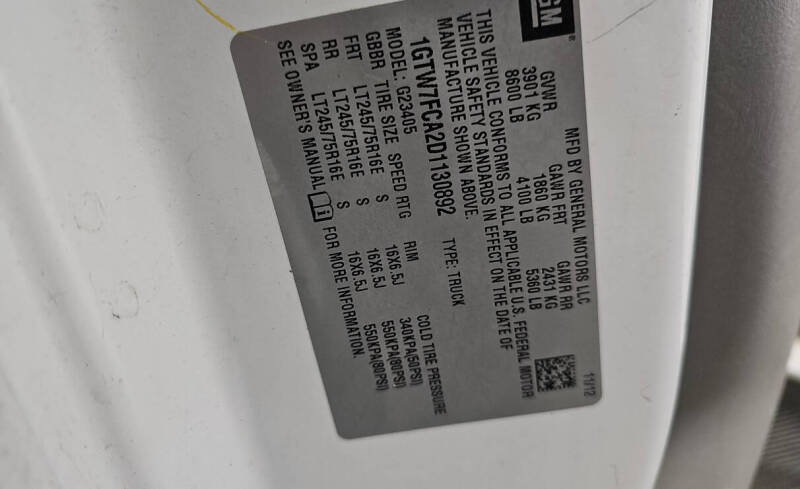 GM
MFD BY GENERAL MOTORS LLC 11/12
GVWR GAWR FRT GAWR RR
3901 KG 1860 KG 2431 KG
8600 LB 4100 LB 5360 LB
THIS VEHICLE CONFORMS TO ALL APPLICABLE U.S. FEDERAL MOTOR
VEHICLE SAFETY STANDARDS IN EFFECT ON THE DATE OF
MANUFACTURE SHOWN ABOVE.
1GTW7FCA2D1130892 TYPE: TRUCK
MODEL: G23405
GBBR TIRE SIZE SPEED RTG RIM COLD TIRE PRESSURE
FRT LT245/75R16E S 16X6.5J 340KPA(50PSI)
RR LT245/75R16E S 16X6.5J 550KPA(80PSI)
SPA LT245/75R16E S 16X6.5J 550KPA(80PSI)
SEE OWNER'S MANUAL i FOR MORE INFORMATION.